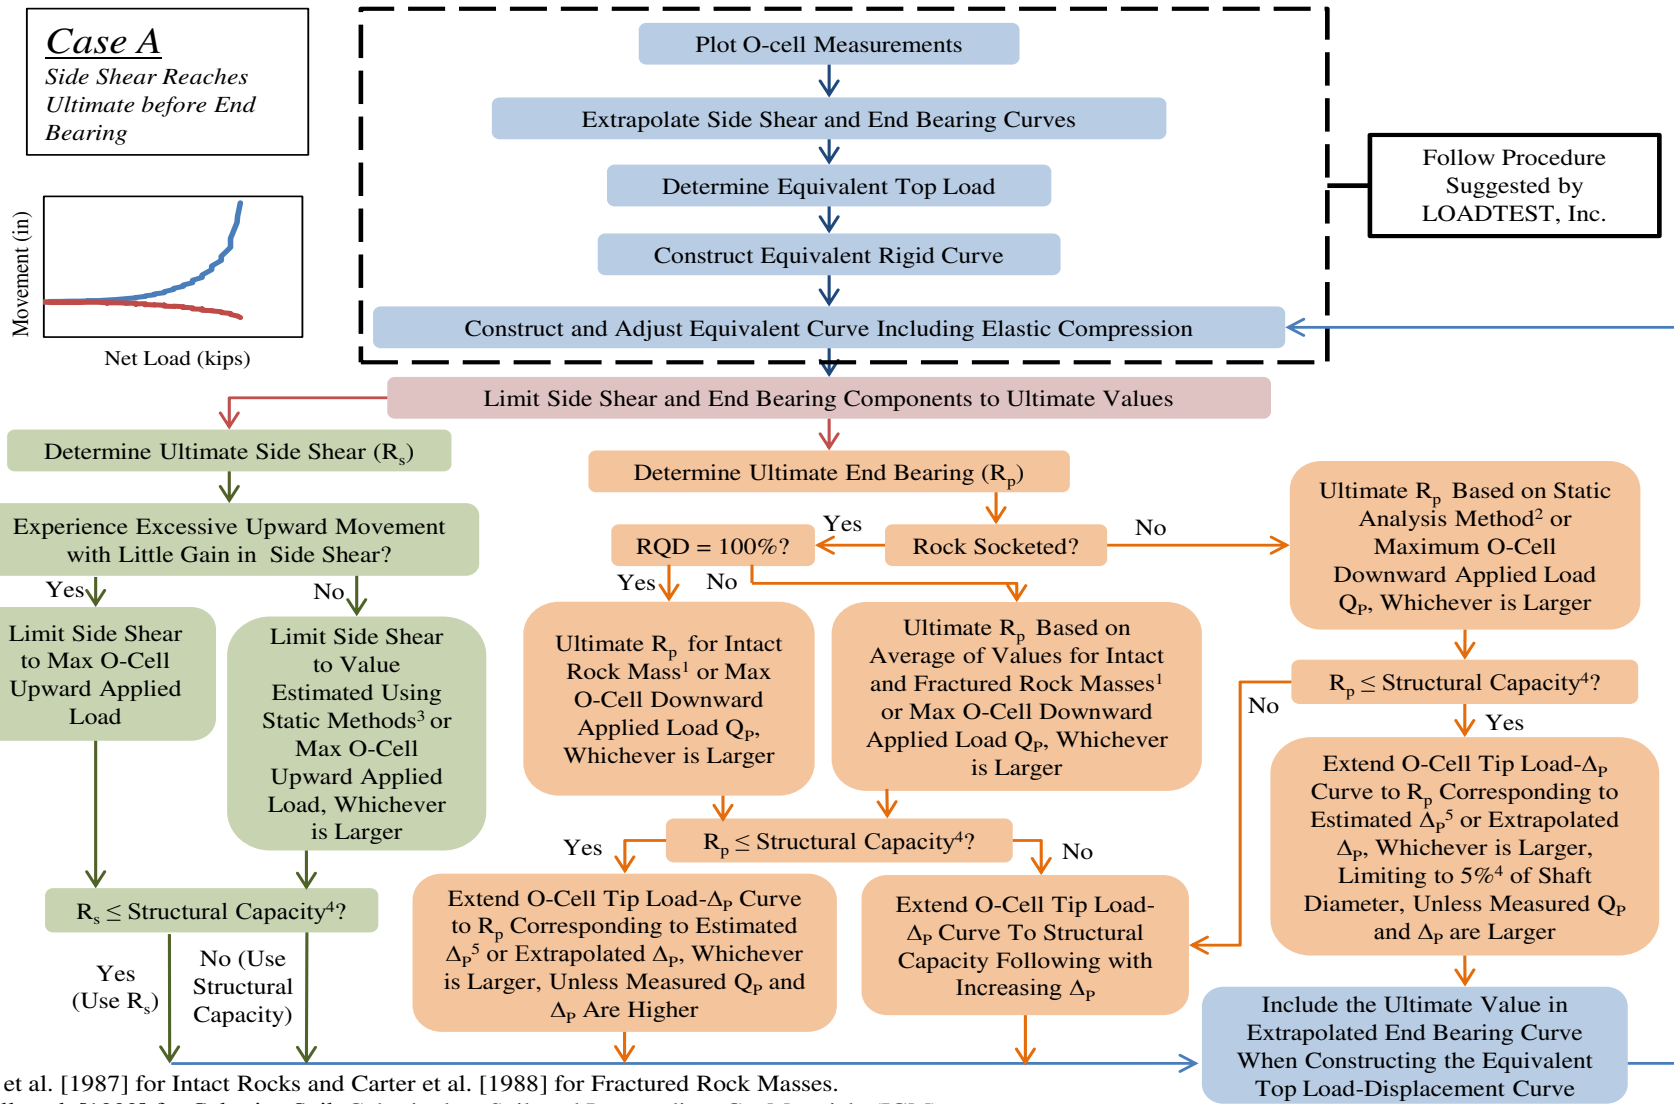 Case A
Side Shear Reaches
Ultimate before End
Bearing
Movement (in)
Net Load (kips)
Plot O-cell Measurements
Extrapolate Side Shear and End Bearing Curves
Determine Equivalent Top Load
Construct Equivalent Rigid Curve
Construct and Adjust Equivalent Curve Including Elastic Compression
Follow Procedure
Suggested by
LOADTEST, Inc.
Limit Side Shear and End Bearing Components to Ultimate Values
Determine Ultimate Side Shear (Rs)
Experience Excessive Upward Movement
with Little Gain in Side Shear?
Yes
No
Limit Side Shear
to Max O-Cell
Upward Applied
Load
Limit Side Shear
to Value
Estimated Using
Static Methods³ or
Max O-Cell
Upward Applied
Load, Whichever
is Larger
Rs ≤ Structural Capacity⁴?
Yes
(Use Rs)
No (Use
Structural
Capacity)
Determine Ultimate End Bearing (Rp)
Rock Socketed?
Yes
No
RQD = 100%?
Yes
No
Ultimate Rp for Intact
Rock Mass¹ or Max
O-Cell Downward
Applied Load QP,
Whichever is Larger
Ultimate Rp Based on
Average of Values for Intact
and Fractured Rock Masses¹
or Max O-Cell Downward
Applied Load QP, Whichever
is Larger
Rp ≤ Structural Capacity⁴?
Yes
No
Extend O-Cell Tip Load-ΔP Curve
to Rp Corresponding to Estimated
ΔP⁵ or Extrapolated ΔP, Whichever
is Larger, Unless Measured QP and
ΔP Are Higher
Extend O-Cell Tip Load-
ΔP Curve To Structural
Capacity Following with
Increasing ΔP
Ultimate Rp Based on Static
Analysis Method² or
Maximum O-Cell
Downward Applied Load
QP, Whichever is Larger
Rp ≤ Structural Capacity⁴?
No
Yes
Extend O-Cell Tip Load-ΔP
Curve to Rp Corresponding to
Estimated ΔP⁵ or Extrapolated
ΔP, Whichever is Larger,
Limiting to 5%⁴ of Shaft
Diameter, Unless Measured QP
and ΔP are Larger
Include the Ultimate Value in
Extrapolated End Bearing Curve
When Constructing the Equivalent
Top Load-Displacement Curve
et al. [1987] for Intact Rocks and Carter et al. [1988] for Fractured Rock Masses.